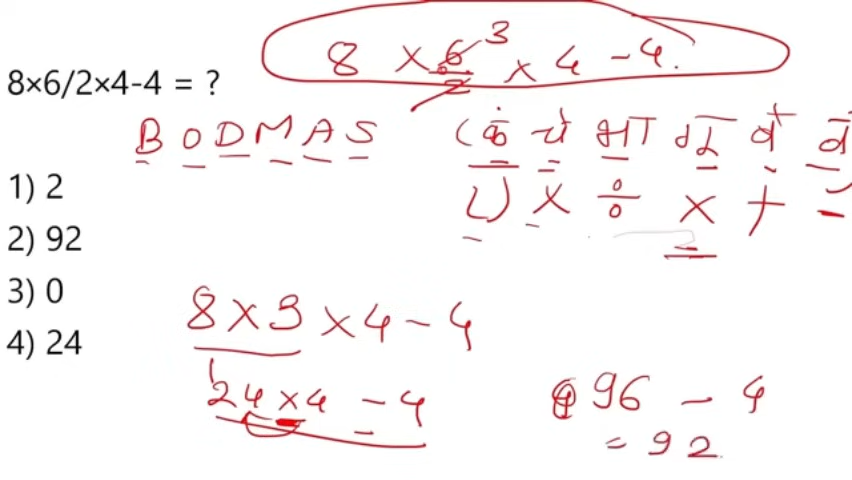 8 × 6/2 3 × 4 - 4.
8×6/2×4-4 = ?
B O D M A S
( ) × ÷ × + -
1) 2
2) 92
3) 0
4) 24
8 × 3 × 4 - 4
24 × 4 - 4
96 - 4
= 92